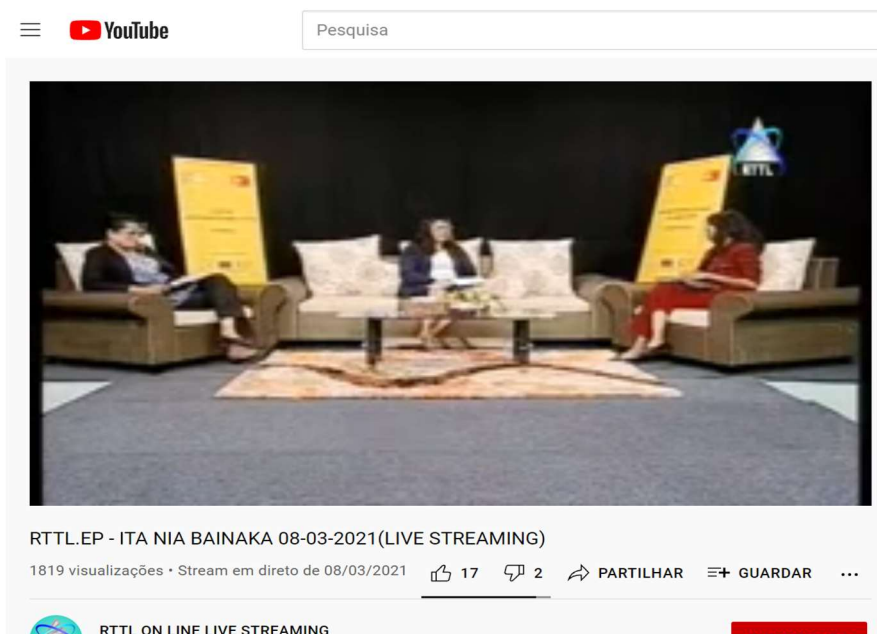 YouTube
Pesquisa
RTTL
RTTL.EP - ITA NIA BAINAKA 08-03-2021(LIVE STREAMING)
1819 visualizações • Stream em direto de 08/03/2021 17 2 PARTILHAR GUARDAR ...
RTTL ON LINE LIVE STREAMING